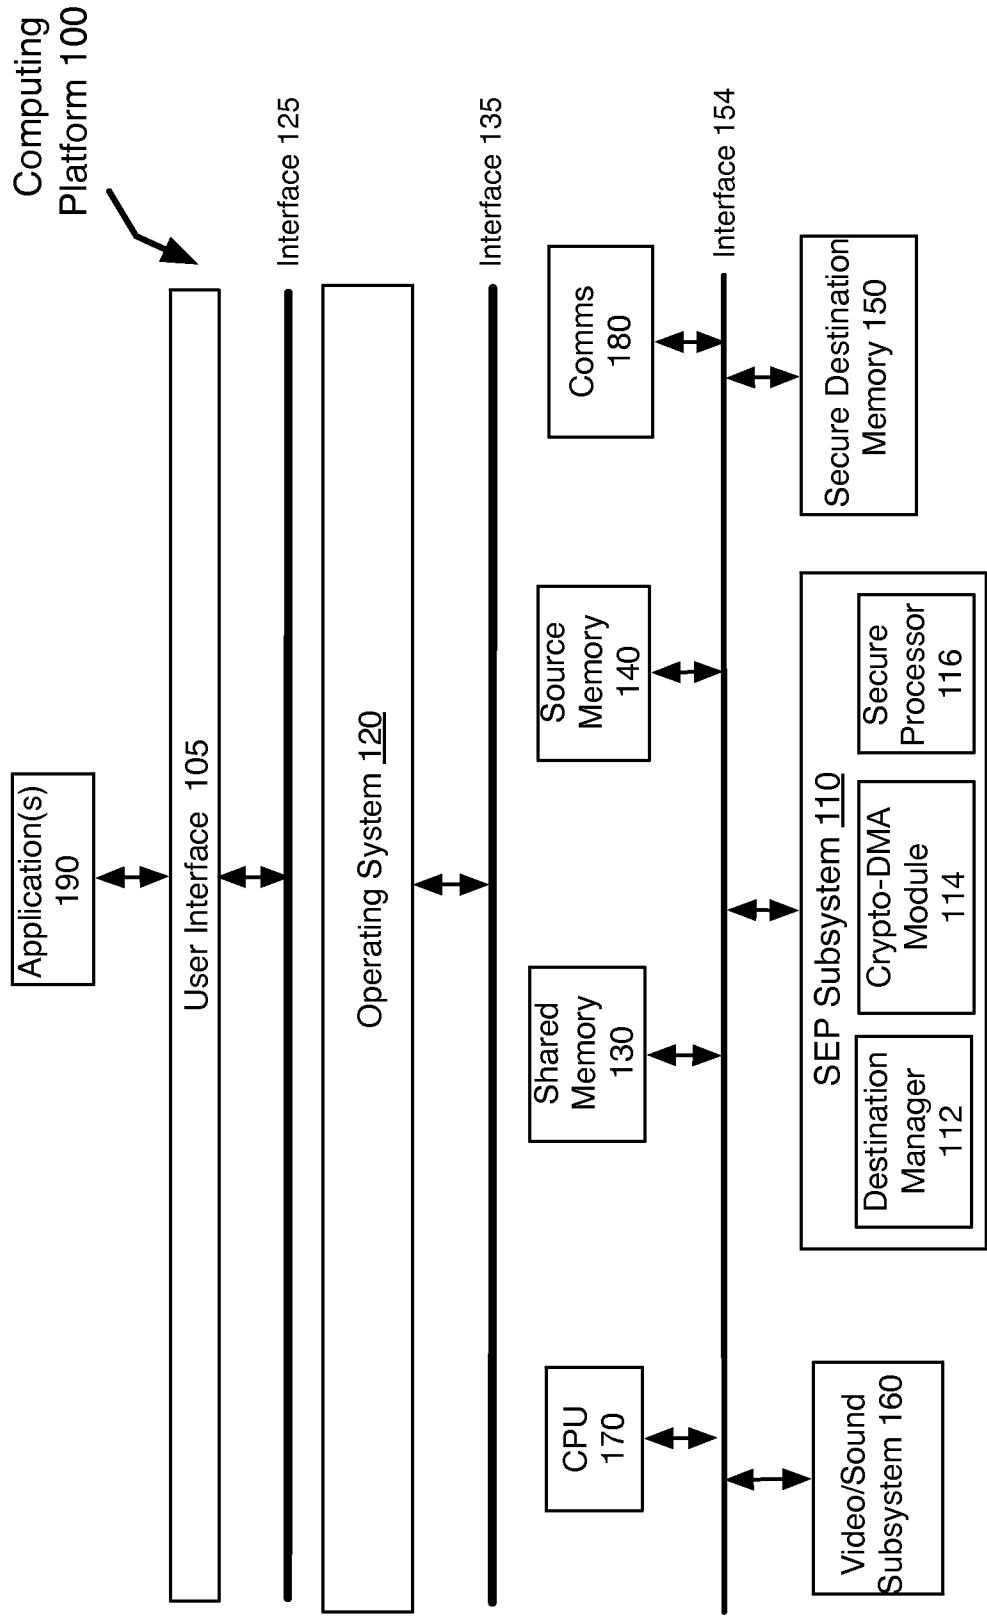 Computing
Platform 100
Application(s)
190
User Interface 105
Interface 125
Operating System 120
Interface 135
CPU
170
Shared
Memory
130
Source
Memory
140
Comms
180
Interface 154
Video/Sound
Subsystem 160
SEP Subsystem 110
Destination
Manager
112
Crypto-DMA
Module
114
Secure
Processor
116
Secure Destination
Memory 150